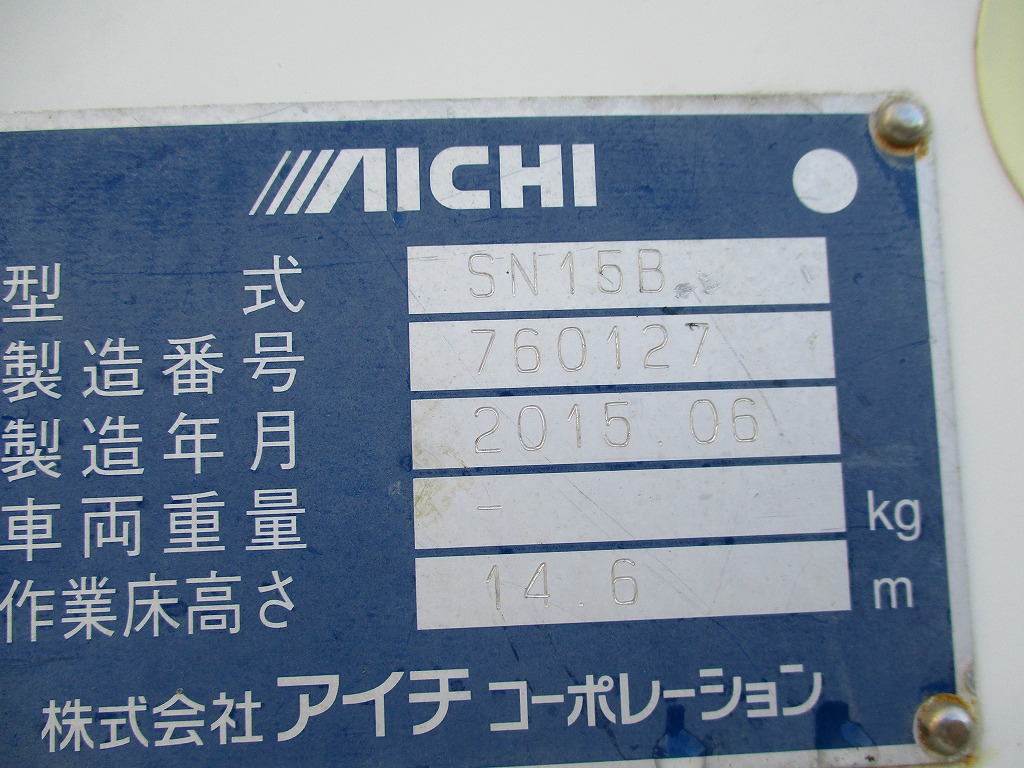 AICHI
型式 SN15B
製造番号 760127
製造年月 2015.06
車両重量 - kg
作業床高さ 14.6 m
株式会社アイチコーポレーション